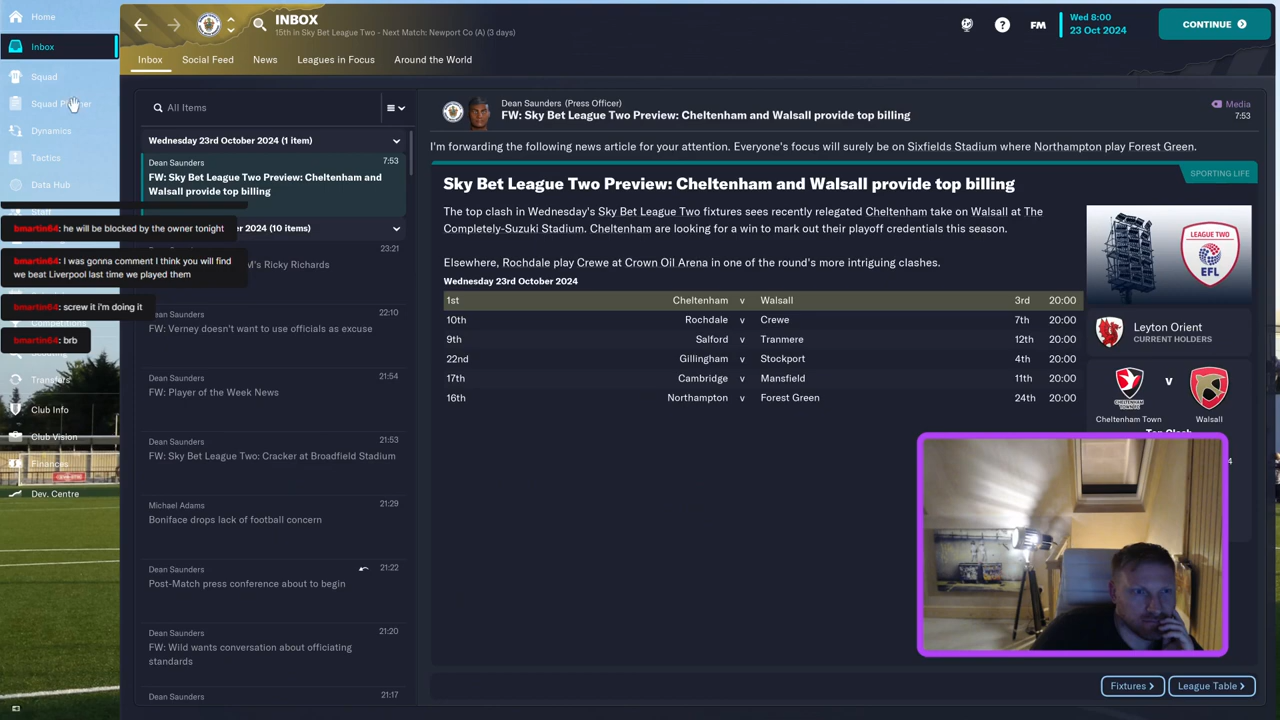 Home
INBOX
15th in Sky Bet League Two - Next Match: Newport Co (A) (3 days)
FM
Wed 8:00
23 Oct 2024
CONTINUE
Inbox
Inbox
Social Feed
News
Leagues in Focus
Around the World
Squad
Squad Planner
Dynamics
Tactics
Data Hub
Staff
bmartin64: he will be blocked by the owner tonight
bmartin64: I was gonna comment I think you will find
we beat Liverpool last time we played them
bmartin64: screw it i'm doing it
Competitions
bmartin64: brb
Scouting
Transfers
Club Info
Club Vision
Finances
Dev. Centre
All Items
Wednesday 23rd October 2024 (1 item)
Dean Saunders
7:53
FW: Sky Bet League Two Preview: Cheltenham and
Walsall provide top billing
er 2024 (10 items)
23:21
M's Ricky Richards
Dean Saunders
22:10
FW: Verney doesn't want to use officials as excuse
Dean Saunders
21:54
FW: Player of the Week News
Dean Saunders
21:53
FW: Sky Bet League Two: Cracker at Broadfield Stadium
Michael Adams
21:29
Boniface drops lack of football concern
Dean Saunders
21:22
Post-Match press conference about to begin
Dean Saunders
21:20
FW: Wild wants conversation about officiating
standards
Dean Saunders
21:17
Dean Saunders (Press Officer)
FW: Sky Bet League Two Preview: Cheltenham and Walsall provide top billing
Media
7:53
I'm forwarding the following news article for your attention. Everyone's focus will surely be on Sixfields Stadium where Northampton play Forest Green.
SPORTING LIFE
Sky Bet League Two Preview: Cheltenham and Walsall provide top billing
The top clash in Wednesday's Sky Bet League Two fixtures sees recently relegated Cheltenham take on Walsall at The
Completely-Suzuki Stadium. Cheltenham are looking for a win to mark out their playoff credentials this season.
Elsewhere, Rochdale play Crewe at Crown Oil Arena in one of the round's more intriguing clashes.
Wednesday 23rd October 2024
1st Cheltenham v Walsall 3rd 20:00
10th Rochdale v Crewe 7th 20:00
9th Salford v Tranmere 12th 20:00
22nd Gillingham v Stockport 4th 20:00
17th Cambridge v Mansfield 11th 20:00
16th Northampton v Forest Green 24th 20:00
LEAGUE TWO
EFL
Leyton Orient
CURRENT HOLDERS
v
Cheltenham Town
Walsall
Top Clash
4
Fixtures
League Table